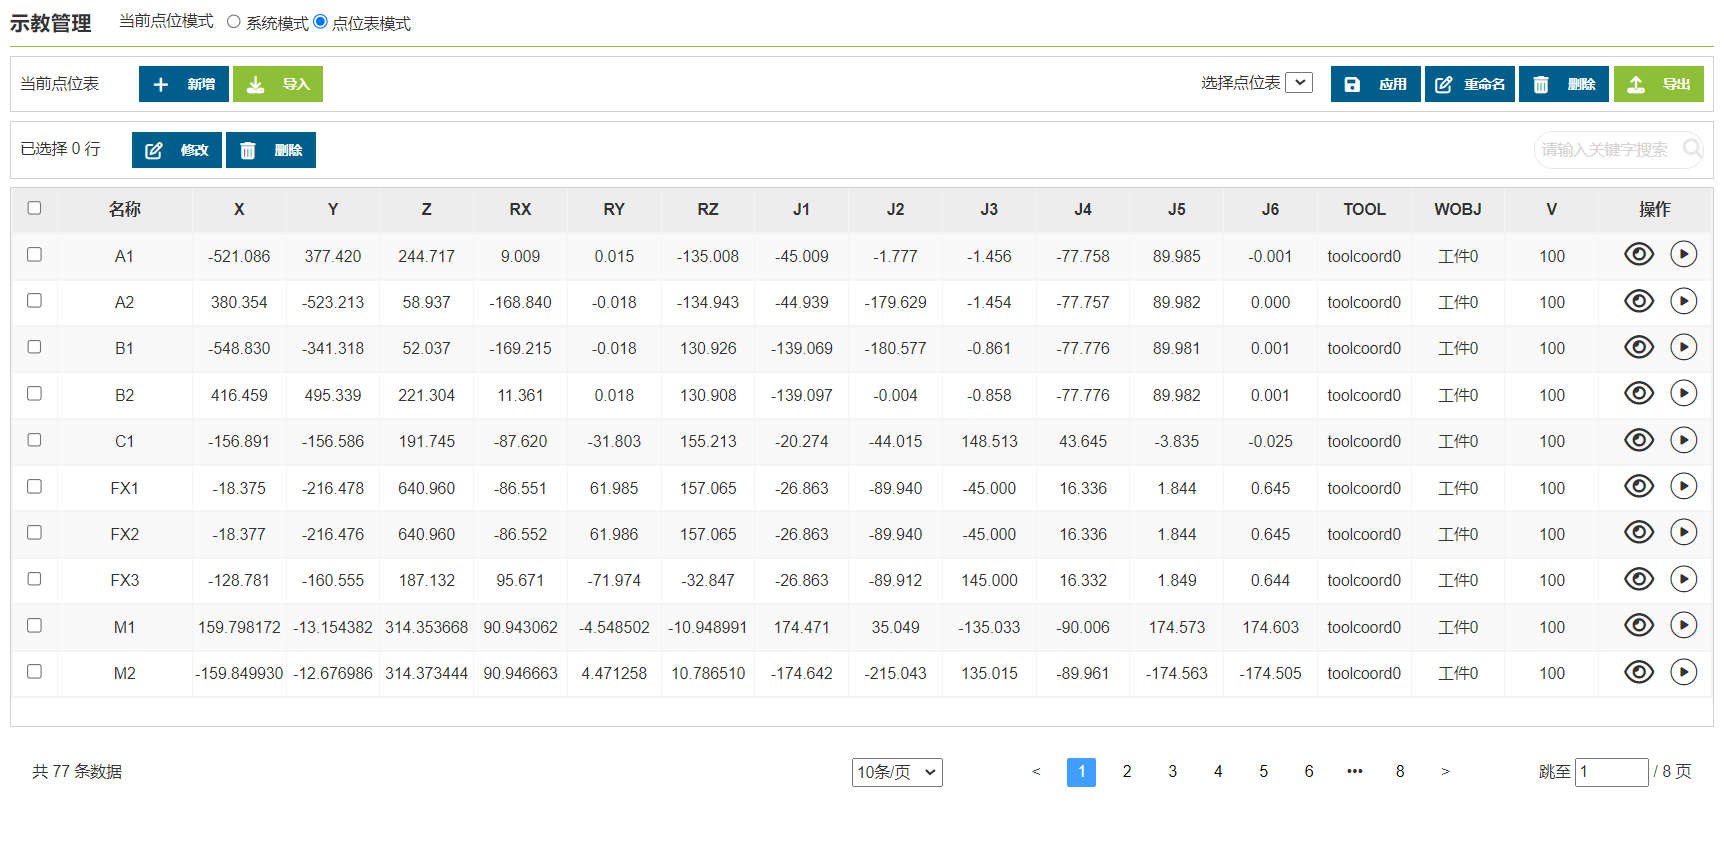 示教管理 当前点位模式 系统模式 点位表模式
当前点位表 新增 导入 选择点位表 应用 重命名 删除 导出
已选择 0 行 修改 删除 请输入关键字搜索
名称 X Y Z RX RY RZ J1 J2 J3 J4 J5 J6 TOOL WOBJ V 操作
A1 -521.086 377.420 244.717 9.009 0.015 -135.008 -45.009 -1.777 -1.456 -77.758 89.985 -0.001 toolcoord0 工件0 100
A2 380.354 -523.213 58.937 -168.840 -0.018 -134.943 -44.939 -179.629 -1.454 -77.757 89.982 0.000 toolcoord0 工件0 100
B1 -548.830 -341.318 52.037 -169.215 -0.018 130.926 -139.069 -180.577 -0.861 -77.776 89.981 0.001 toolcoord0 工件0 100
B2 416.459 495.339 221.304 11.361 0.018 130.908 -139.097 -0.004 -0.858 -77.776 89.982 0.001 toolcoord0 工件0 100
C1 -156.891 -156.586 191.745 -87.620 -31.803 155.213 -20.274 -44.015 148.513 43.645 -3.835 -0.025 toolcoord0 工件0 100
FX1 -18.375 -216.478 640.960 -86.551 61.985 157.065 -26.863 -89.940 -45.000 16.336 1.844 0.645 toolcoord0 工件0 100
FX2 -18.377 -216.476 640.960 -86.552 61.986 157.065 -26.863 -89.940 -45.000 16.336 1.844 0.645 toolcoord0 工件0 100
FX3 -128.781 -160.555 187.132 95.671 -71.974 -32.847 -26.863 -89.912 145.000 16.332 1.849 0.644 toolcoord0 工件0 100
M1 159.798172 -13.154382 314.353668 90.943062 -4.548502 -10.948991 174.471 35.049 -135.033 -90.006 174.573 174.603 toolcoord0 工件0 100
M2 -159.849930 -12.676986 314.373444 90.946663 4.471258 10.786510 -174.642 -215.043 135.015 -89.961 -174.563 -174.505 toolcoord0 工件0 100
共 77 条数据 10条/页 < 1 2 3 4 5 6 ••• 8 > 跳至 1 / 8 页